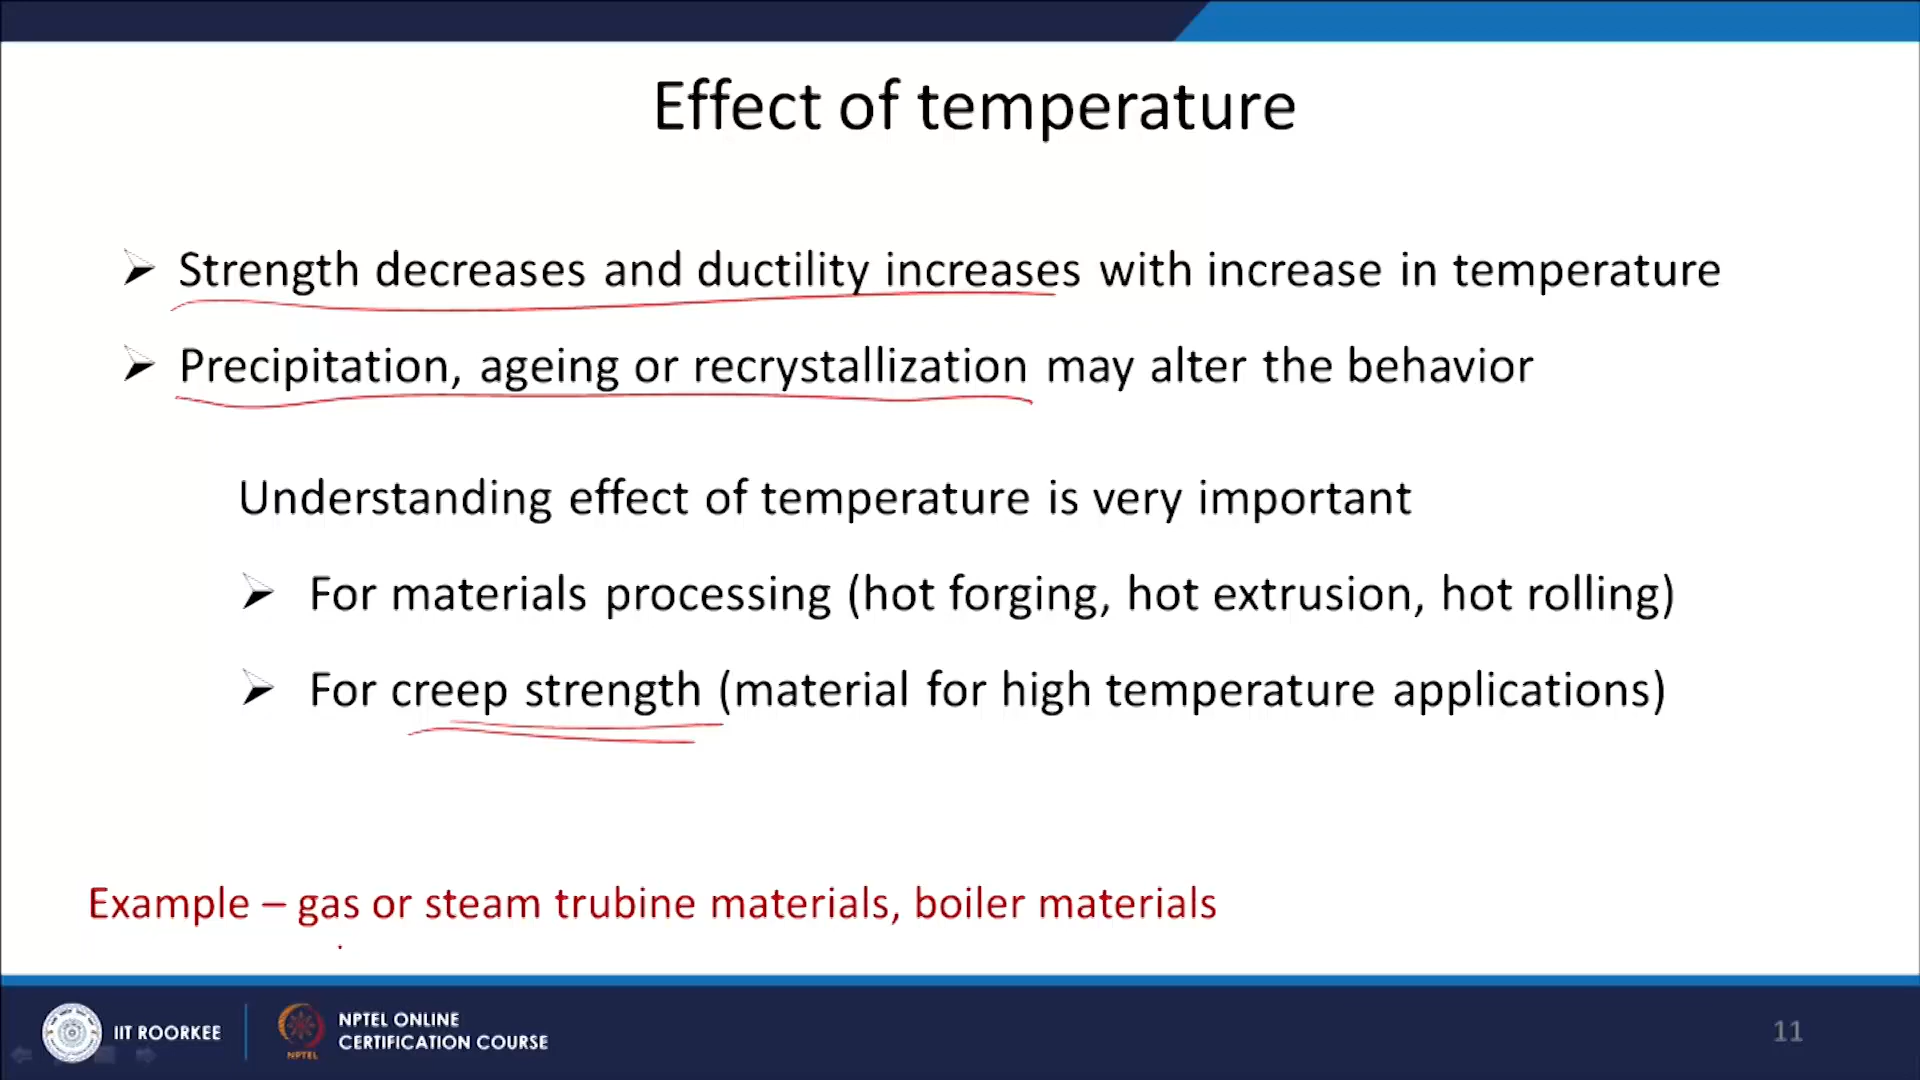 Effect of temperature
Strength decreases and ductility increases with increase in temperature
Precipitation, ageing or recrystallization may alter the behavior
Understanding effect of temperature is very important
For materials processing (hot forging, hot extrusion, hot rolling)
For creep strength (material for high temperature applications)
Example – gas or steam trubine materials, boiler materials
IIT ROORKEE
NPTEL
NPTEL ONLINE
CERTIFICATION COURSE
11